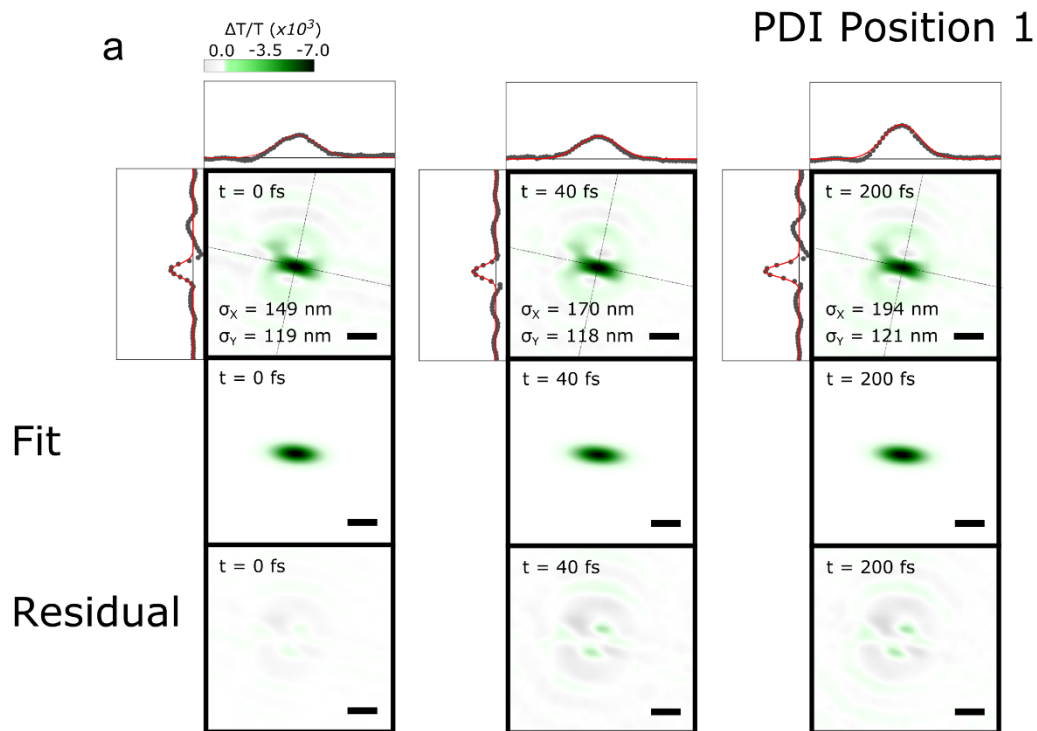 PDI Position 1
a
ΔT/T (x10³)
0.0 -3.5 -7.0
t = 0 fs
σX = 149 nm
σY = 119 nm
t = 40 fs
σX = 170 nm
σY = 118 nm
t = 200 fs
σX = 194 nm
σY = 121 nm
Fit
t = 0 fs
t = 40 fs
t = 200 fs
Residual
t = 0 fs
t = 40 fs
t = 200 fs